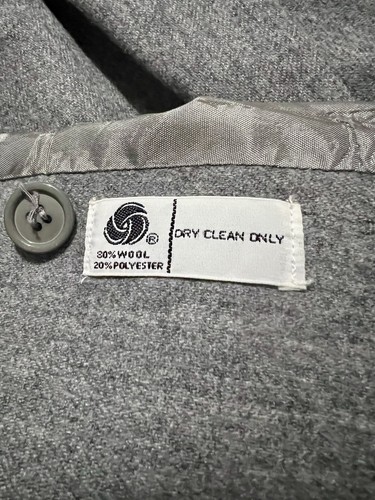 ®
80% WOOL
20% POLYESTER
DRY CLEAN ONLY